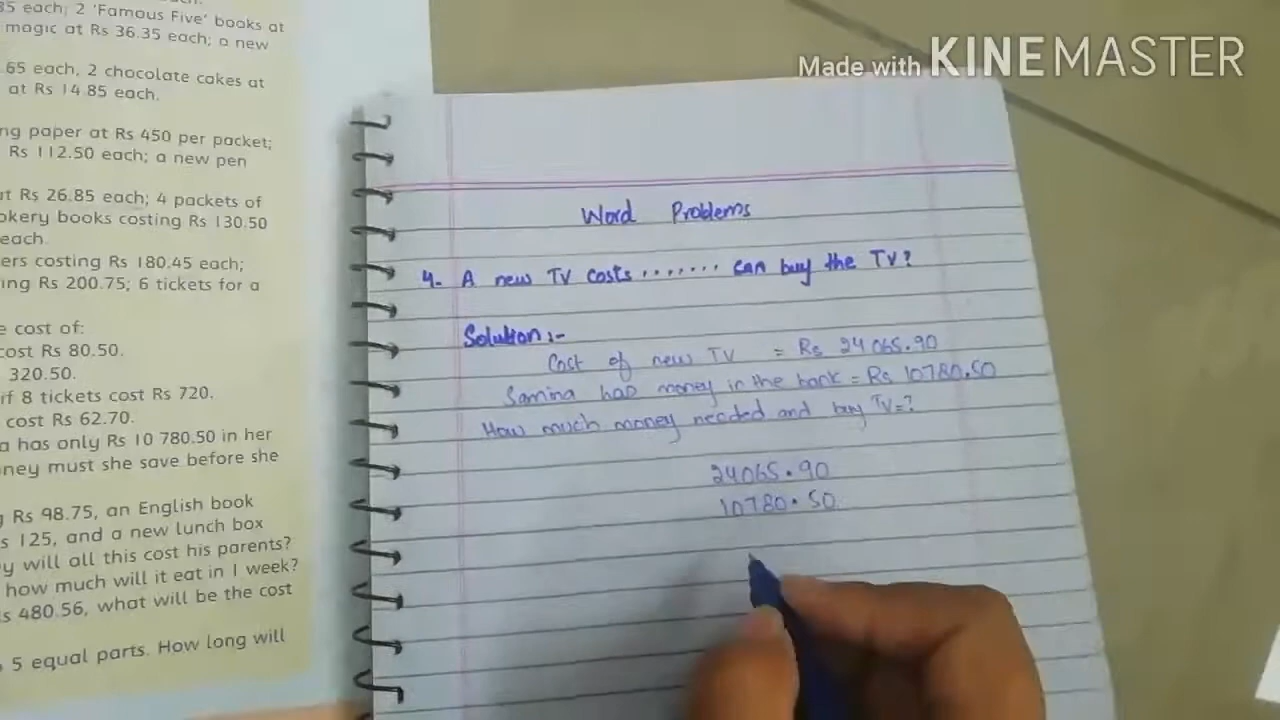 35 each; 2 'Famous Five' books at
magic at Rs 36.35 each; a new
65 each, 2 chocolate cakes at
at Rs 14.85 each.
ng paper at Rs 450 per packet;
Rs 112.50 each; a new pen
at Rs 26.85 each; 4 packets of
okery books costing Rs 130.50
each.
ers costing Rs 180.45 each;
ing Rs 200.75; 6 tickets for a
e cost of:
cost Rs 80.50.
320.50.
rf 8 tickets cost Rs 720.
cost Rs 62.70.
a has only Rs 10 780.50 in her
oney must she save before she
g Rs 98.75, an English book
s 125, and a new lunch box
y will all this cost his parents?
how much will it eat in 1 week?
s 480.56, what will be the cost
5 equal parts. How long will
Made with KINEMASTER
Word Problems
4. A new TV costs ....... can buy the TV?
Solution:-
Cost of new TV = Rs 24065.90
Samina has money in the bank = Rs 10780.50
How much money needed and buy TV=?
24065.90
10780.50